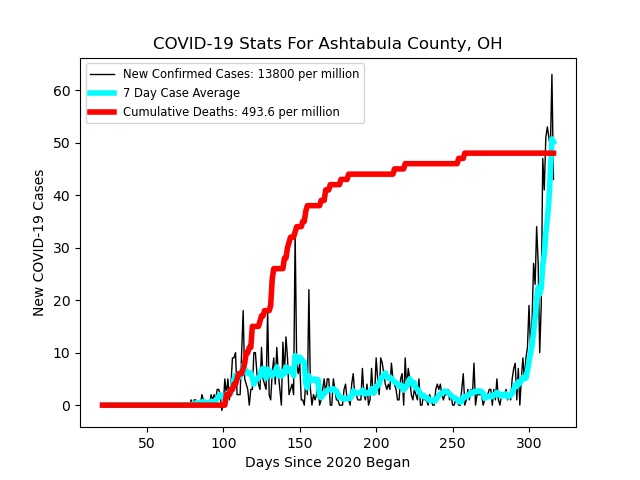 COVID-19 Stats For Ashtabula County, OH
New Confirmed Cases: 13800 per million
7 Day Case Average
Cumulative Deaths: 493.6 per million
New COVID-19 Cases
60
50
40
30
20
10
0
50 100 150 200 250 300
Days Since 2020 Began